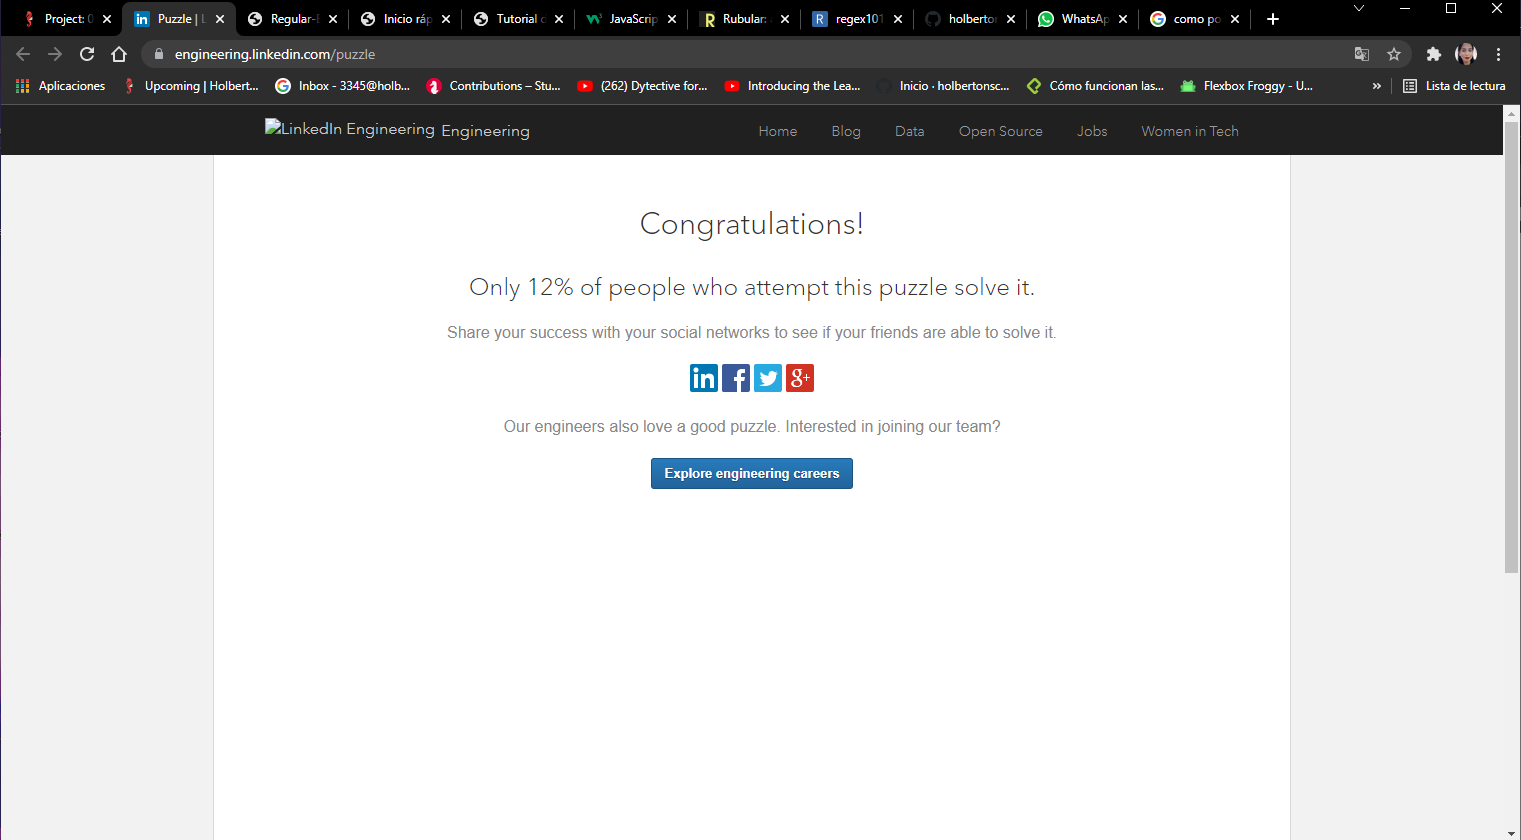 Project: 0
Puzzle | L
Regular-E
Inicio ráp
Tutorial c
JavaScrip
Rubular:
regex101
holberton
WhatsAp
como po
engineering.linkedin.com/puzzle
Aplicaciones
Upcoming | Holbert...
Inbox - 3345@holb...
Contributions – Stu...
(262) Dytective for...
Introducing the Lea...
Inicio · holbertonsc...
Cómo funcionan las...
Flexbox Froggy - U...
»
Lista de lectura
LinkedIn Engineering Engineering
Home Blog Data Open Source Jobs Women in Tech
Congratulations!
Only 12% of people who attempt this puzzle solve it.
Share your success with your social networks to see if your friends are able to solve it.
in f g+
Our engineers also love a good puzzle. Interested in joining our team?
Explore engineering careers